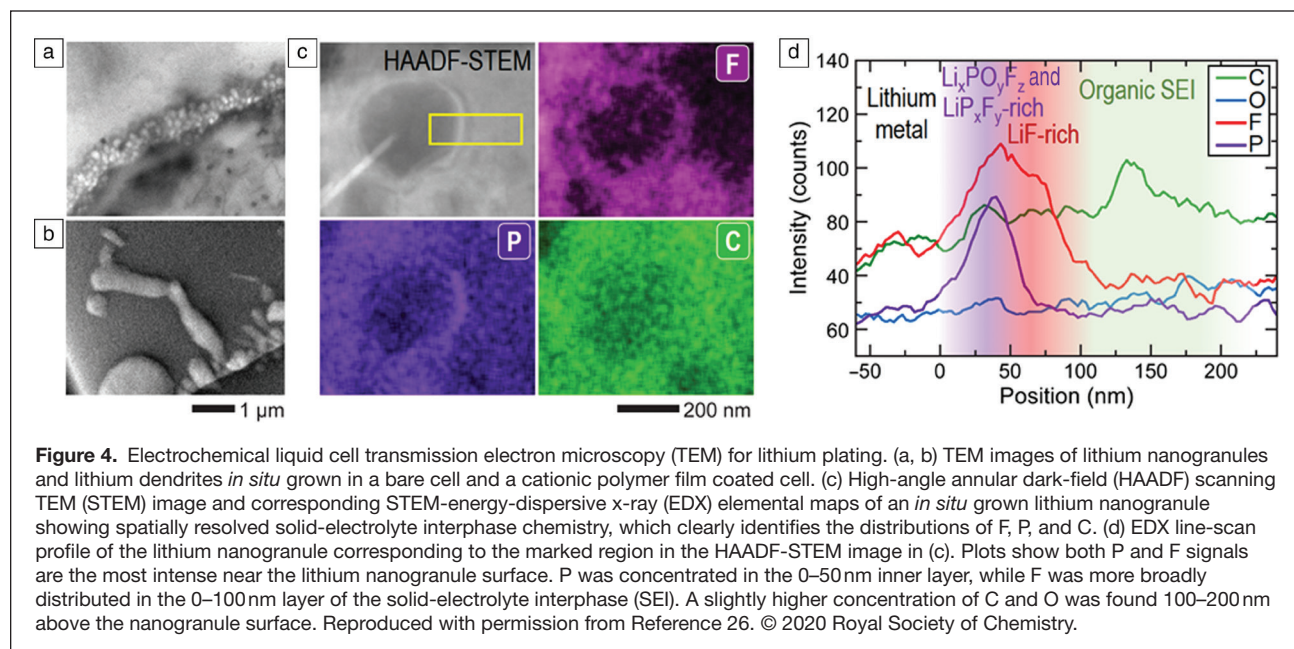 a
b
1 µm
c
HAADF-STEM
F
P
C
200 nm
d
140
120
100
80
40
60
Intensity (counts)
Lithium
metal
LiₓPOᵧF_z and
LiPₓFᵧ-rich
LiF-rich
Organic SEI
C
O
F
P
−50 0 50 100 150 200
Position (nm)
Figure 4. Electrochemical liquid cell transmission electron microscopy (TEM) for lithium plating. (a, b) TEM images of lithium nanogranules
and lithium dendrites in situ grown in a bare cell and a cationic polymer film coated cell. (c) High-angle annular dark-field (HAADF) scanning
TEM (STEM) image and corresponding STEM-energy-dispersive x-ray (EDX) elemental maps of an in situ grown lithium nanogranule
showing spatially resolved solid-electrolyte interphase chemistry, which clearly identifies the distributions of F, P, and C. (d) EDX line-scan
profile of the lithium nanogranule corresponding to the marked region in the HAADF-STEM image in (c). Plots show both P and F signals
are the most intense near the lithium nanogranule surface. P was concentrated in the 0–50 nm inner layer, while F was more broadly
distributed in the 0–100 nm layer of the solid-electrolyte interphase (SEI). A slightly higher concentration of C and O was found 100–200 nm
above the nanogranule surface. Reproduced with permission from Reference 26. © 2020 Royal Society of Chemistry.